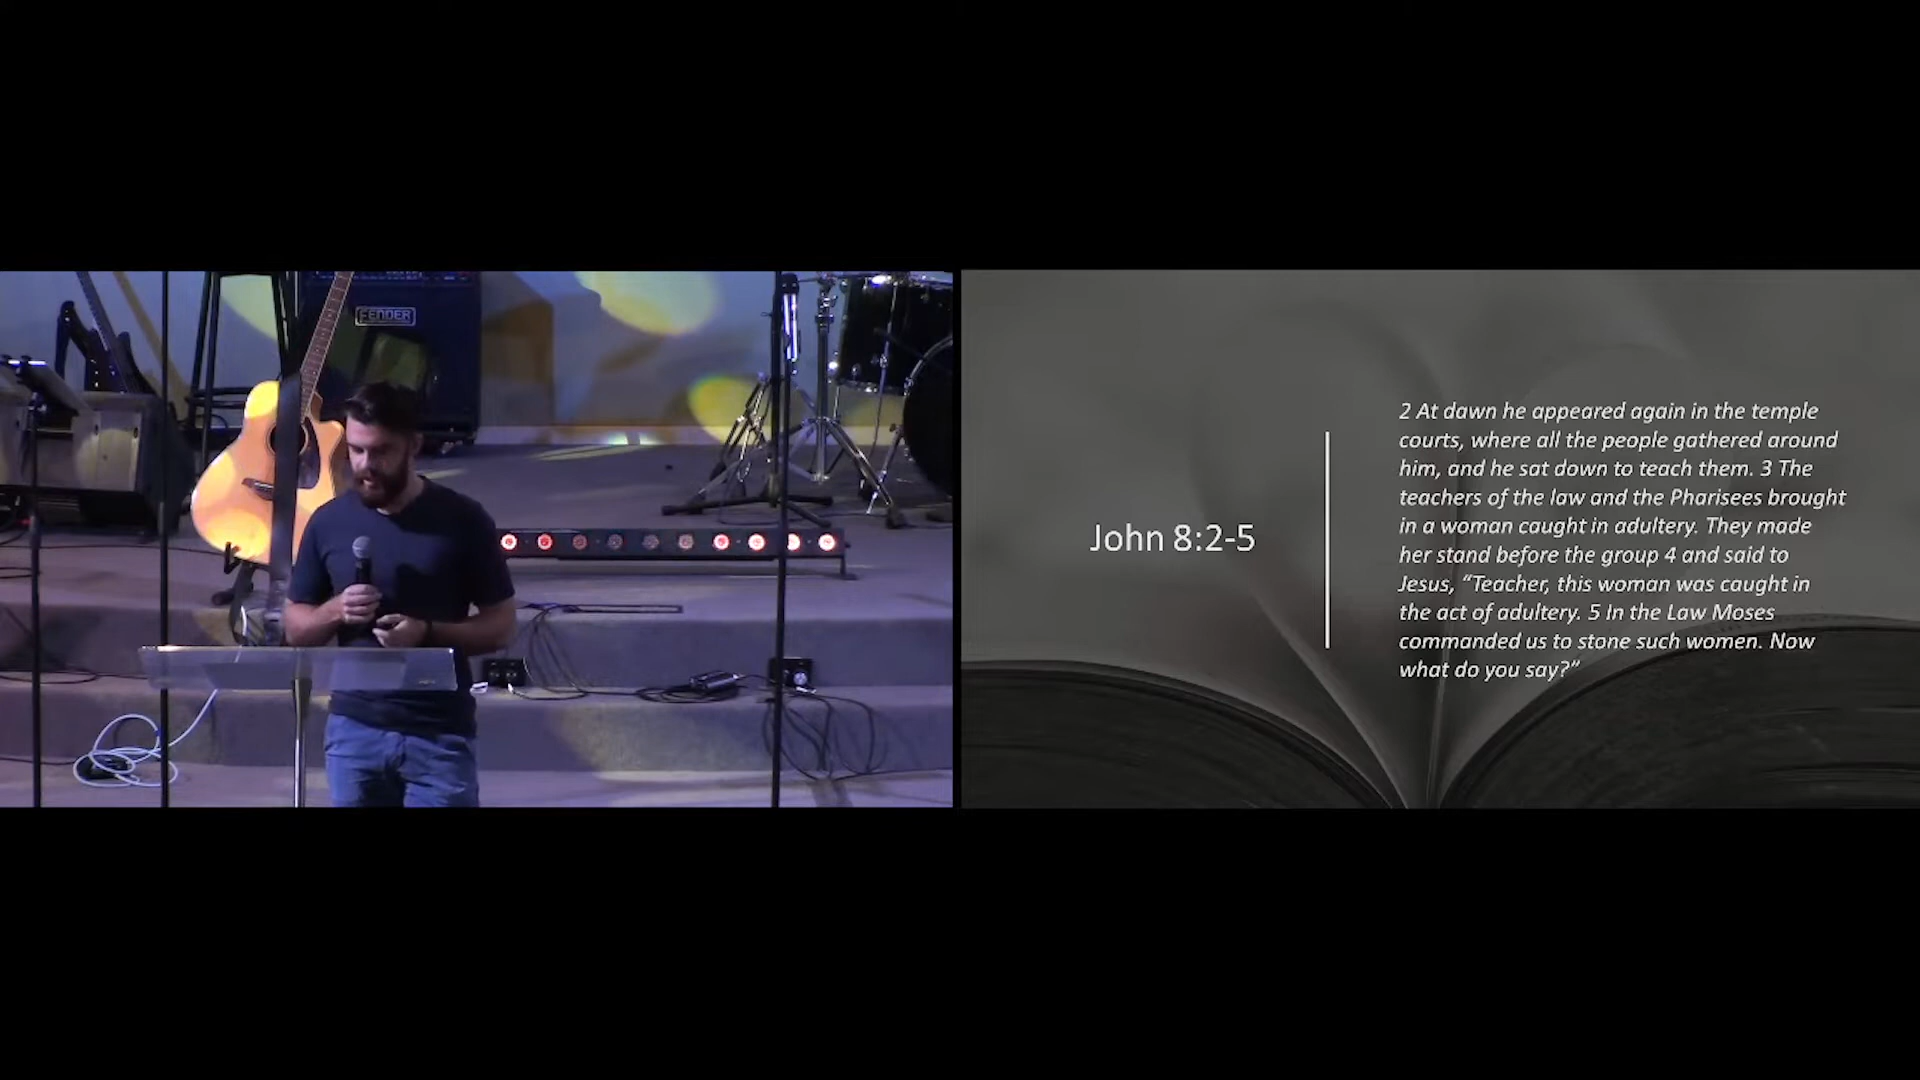 FENDER
John 8:2-5
2 At dawn he appeared again in the temple
courts, where all the people gathered around
him, and he sat down to teach them. 3 The
teachers of the law and the Pharisees brought
in a woman caught in adultery. They made
her stand before the group 4 and said to
Jesus, “Teacher, this woman was caught in
the act of adultery. 5 In the Law Moses
commanded us to stone such women. Now
what do you say?”